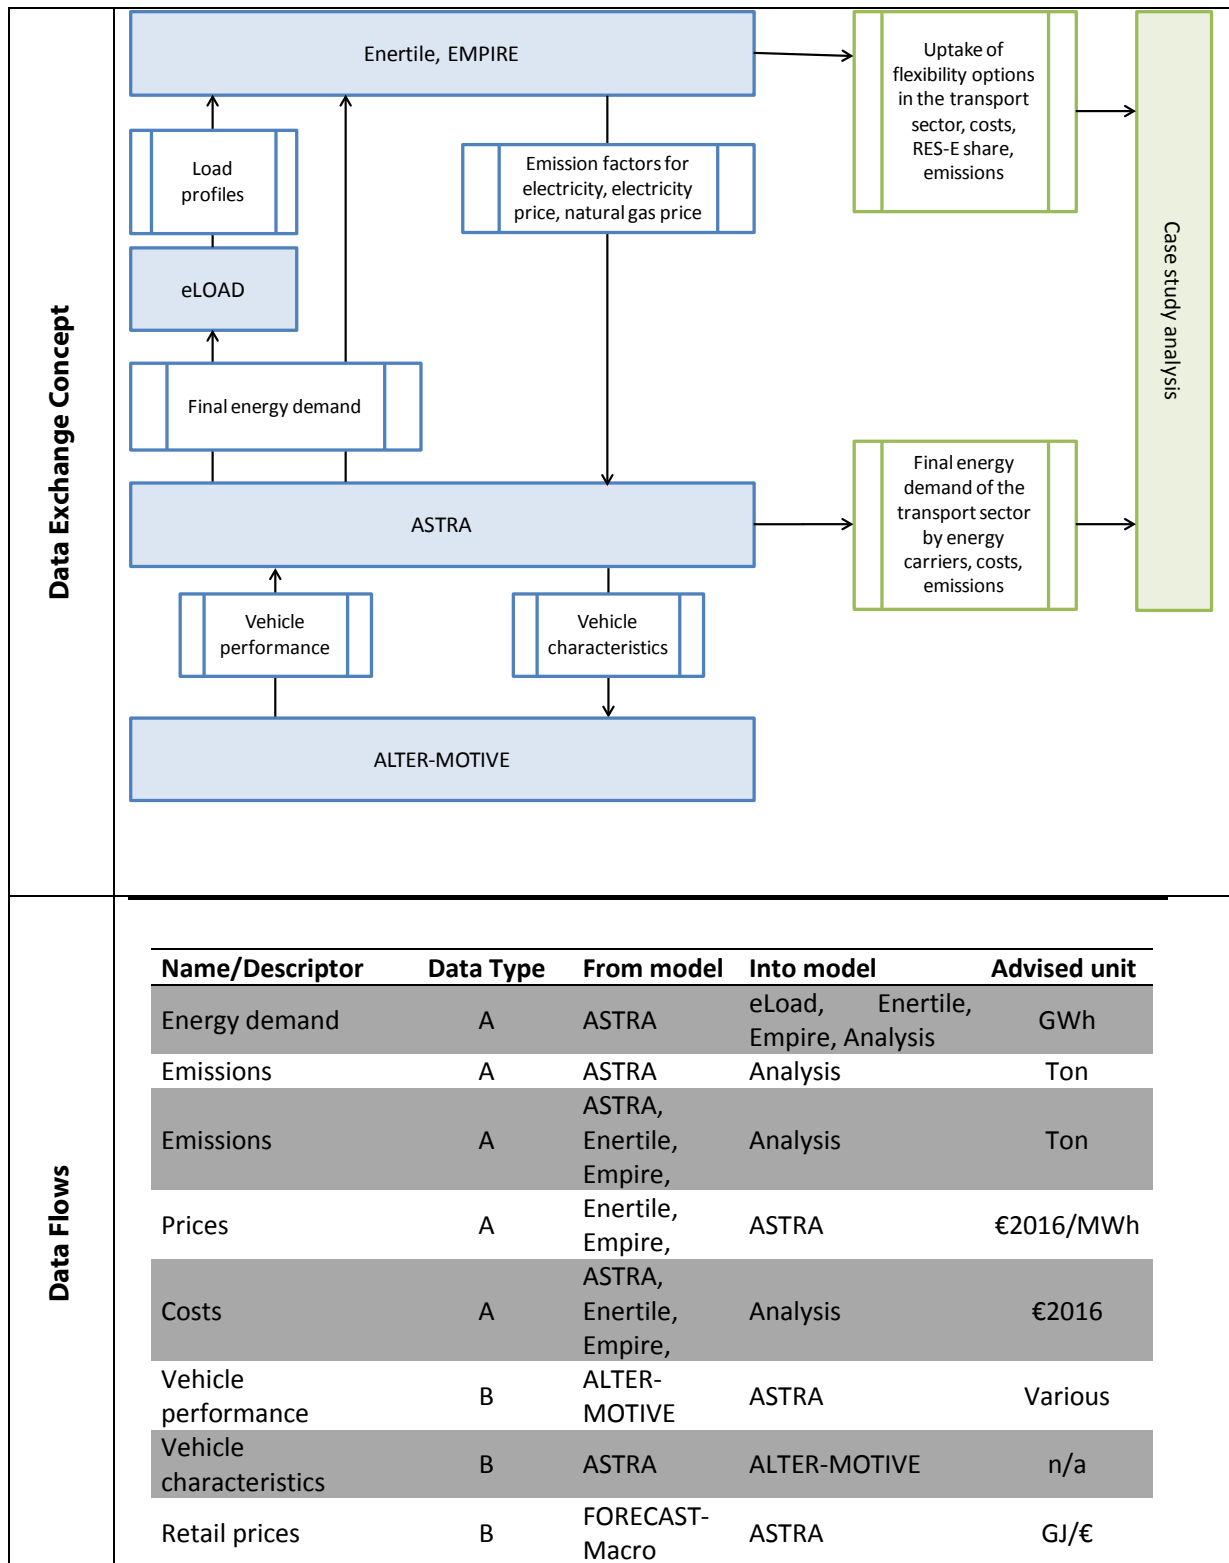 Data Exchange Concept
Enertile, EMPIRE
Uptake of
flexibility options
in the transport
sector, costs,
RES-E share,
emissions
Load
profiles
Emission factors for
electricity, electricity
price, natural gas price
Case study analysis
eLOAD
Final energy demand
ASTRA
Final energy
demand of the
transport sector
by energy
carriers, costs,
emissions
Vehicle
performance
Vehicle
characteristics
ALTER-MOTIVE
Data Flows
Name/Descriptor Data Type From model Into model Advised unit
Energy demand A ASTRA eLoad, Enertile,
Empire, Analysis GWh
Emissions A ASTRA Analysis Ton
Emissions A ASTRA,
Enertile,
Empire, Analysis Ton
Prices A Enertile,
Empire, ASTRA €2016/MWh
Costs A ASTRA,
Enertile,
Empire, Analysis €2016
Vehicle
performance B ALTER-
MOTIVE ASTRA Various
Vehicle
characteristics B ASTRA ALTER-MOTIVE n/a
Retail prices B FORECAST-
Macro ASTRA GJ/€